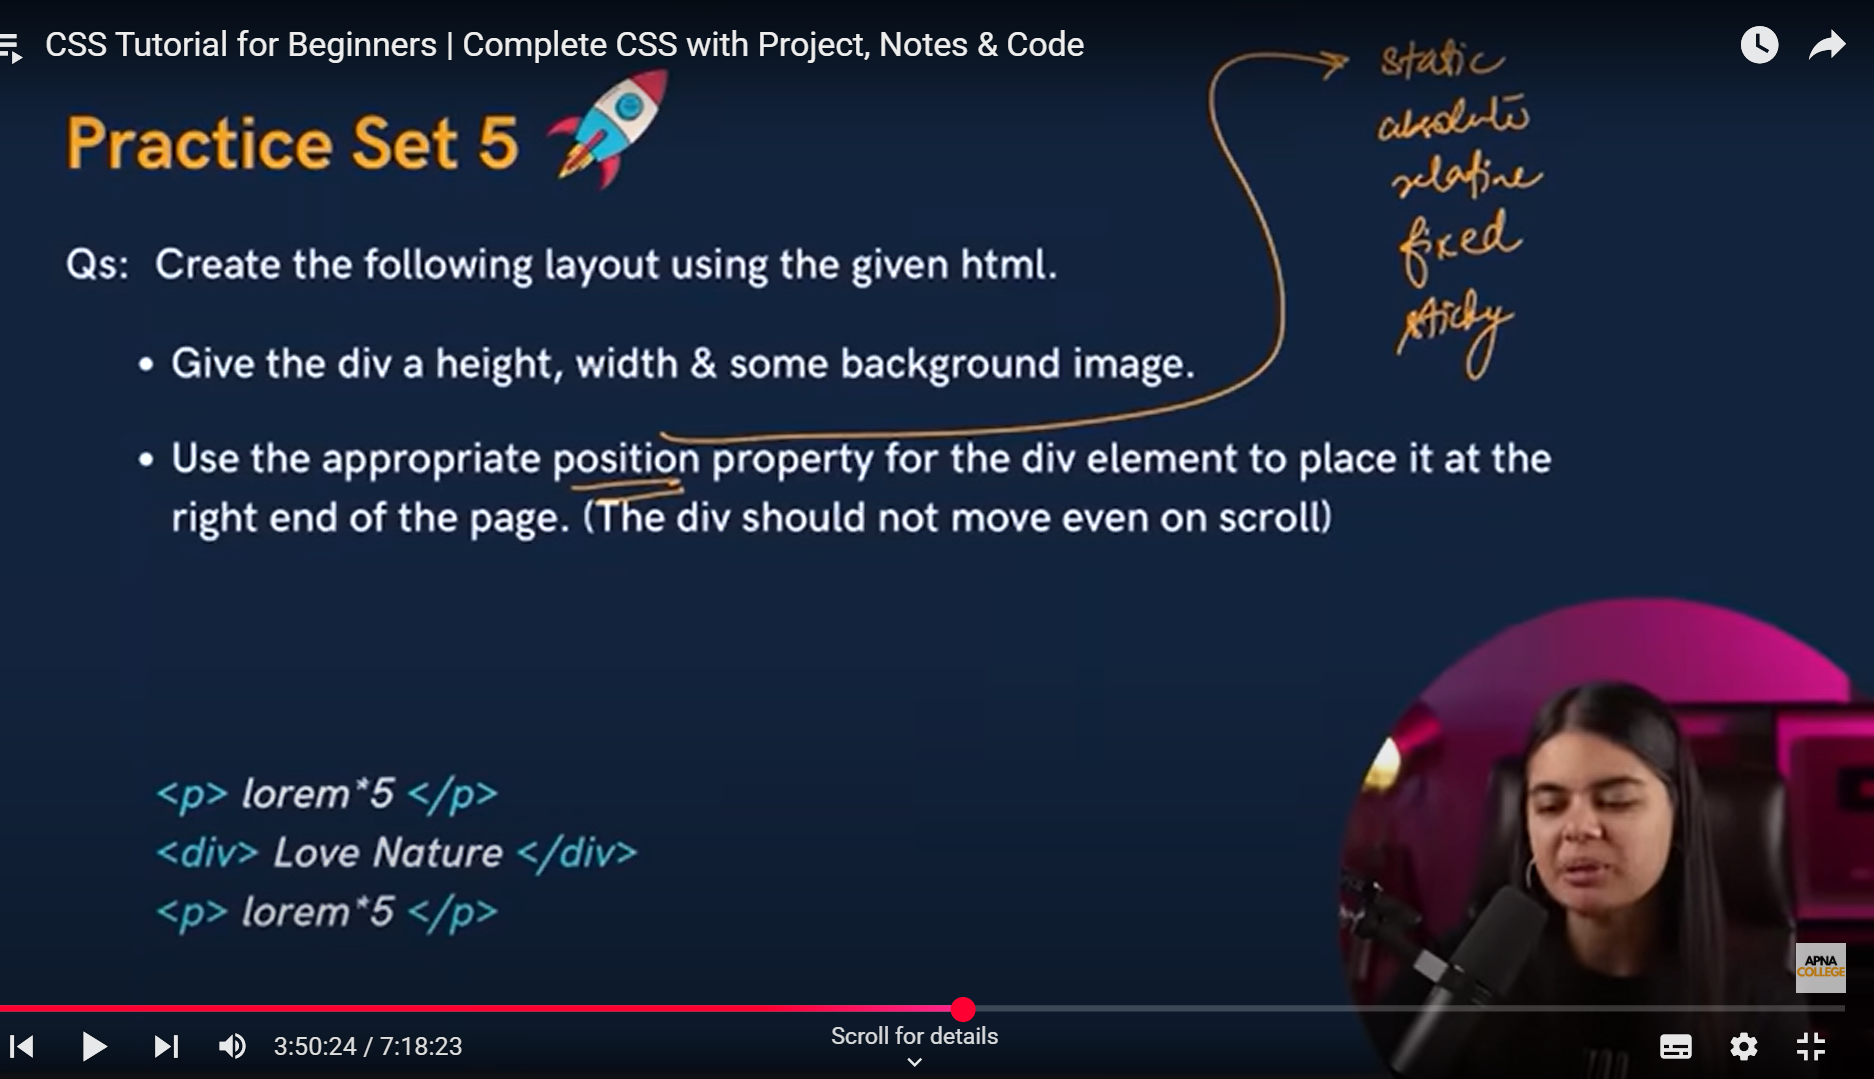 CSS Tutorial for Beginners | Complete CSS with Project, Notes & Code
static
Practice Set 5
absolute
relative
fixed
sticky
Qs: Create the following layout using the given html.
• Give the div a height, width & some background image.
• Use the appropriate position property for the div element to place it at the
right end of the page. (The div should not move even on scroll)
<p> lorem*5 </p>
<div> Love Nature </div>
<p> lorem*5 </p>
APNA
COLLEGE
3:50:24 / 7:18:23
Scroll for details